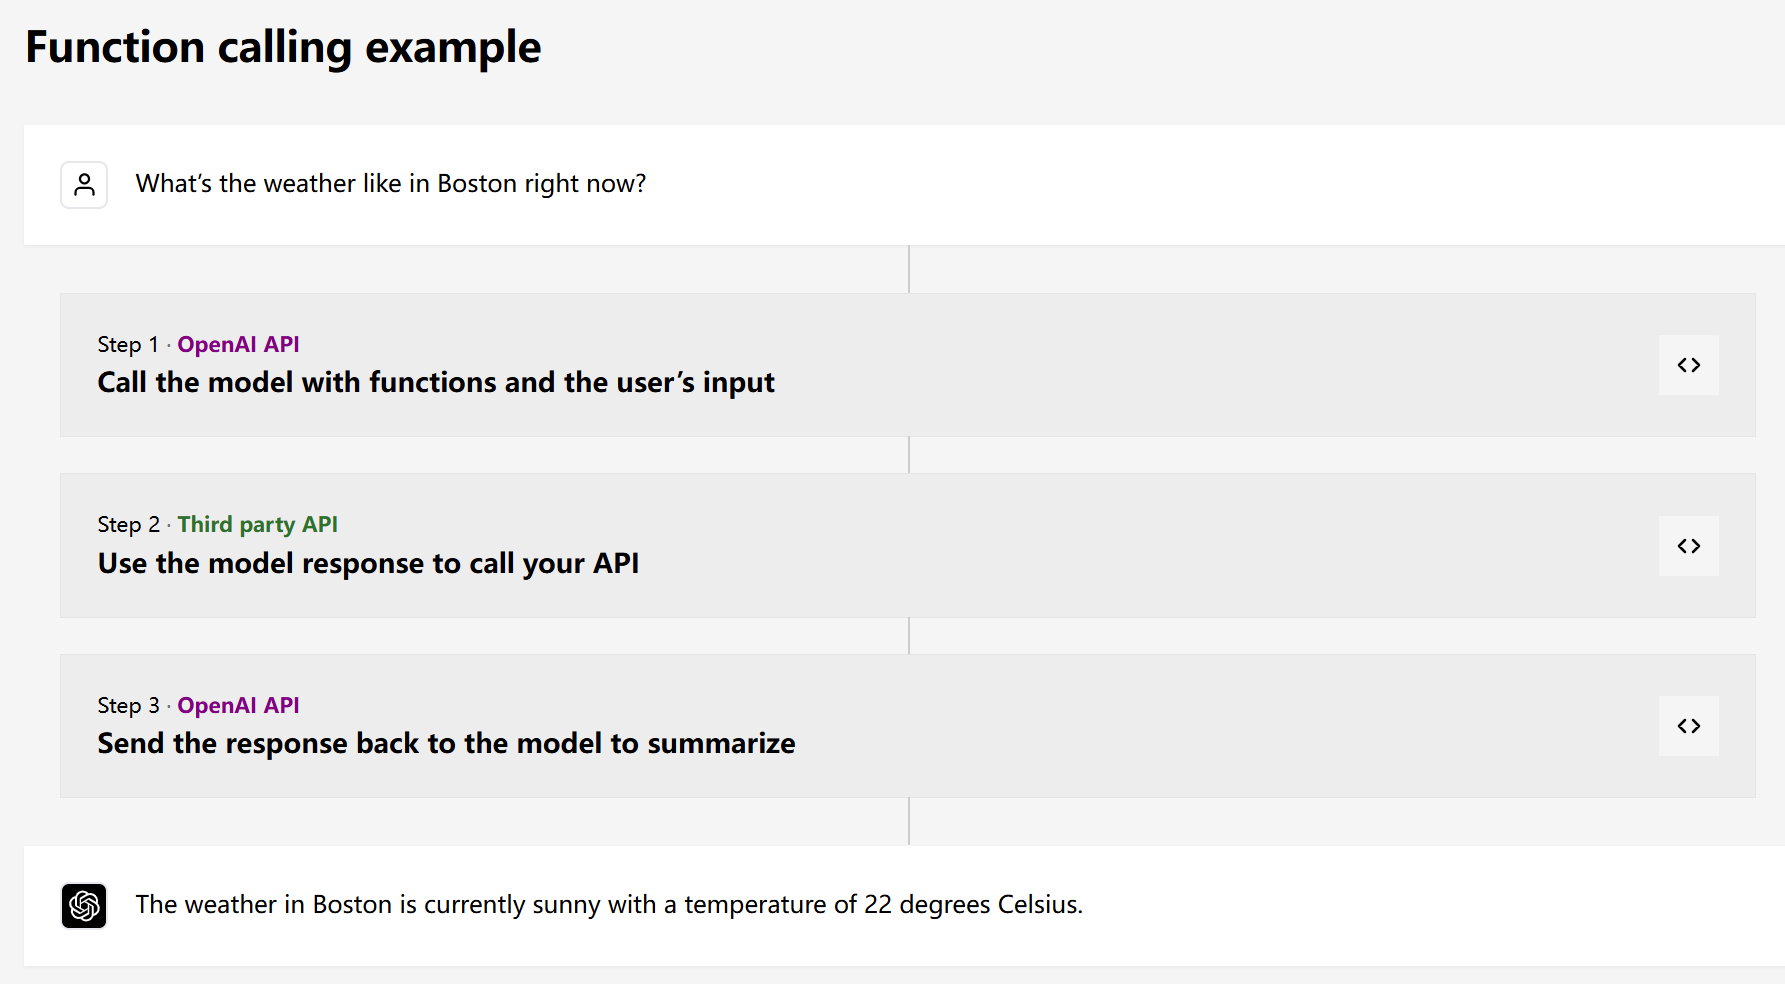 Function calling example
What’s the weather like in Boston right now?
Step 1 · OpenAI API
Call the model with functions and the user’s input
Step 2 · Third party API
Use the model response to call your API
Step 3 · OpenAI API
Send the response back to the model to summarize
The weather in Boston is currently sunny with a temperature of 22 degrees Celsius.